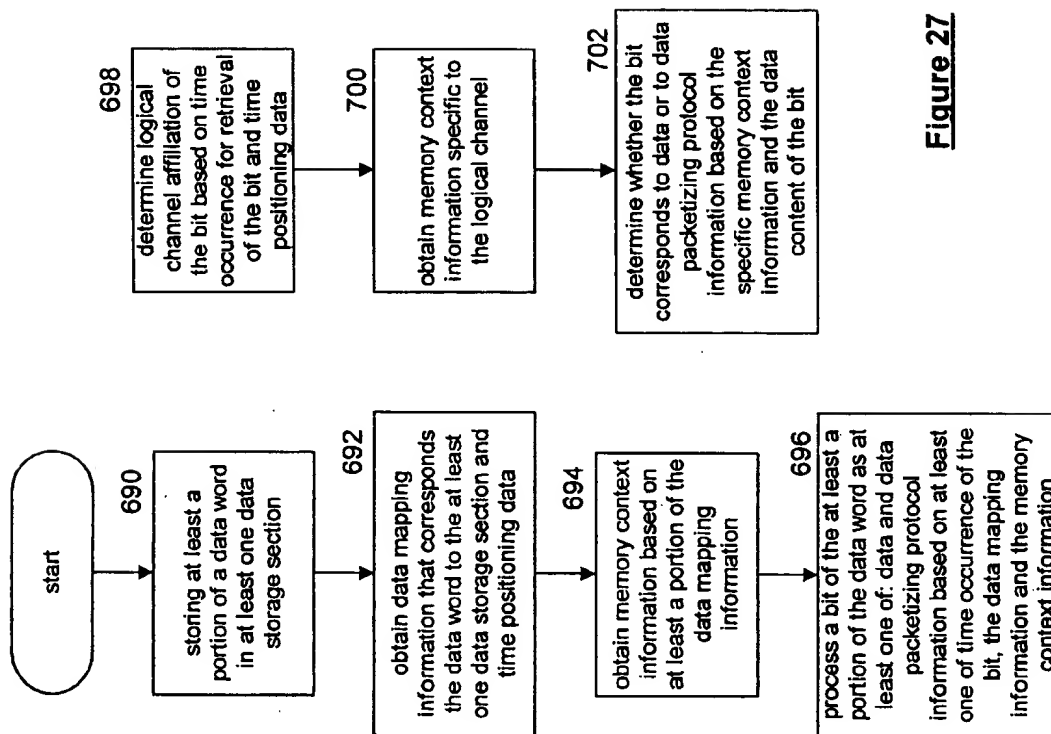 start
690
storing at least a
portion of a data word
in at least one data
storage section
692
obtain data mapping
information that corresponds
the data word to the at least
one data storage section and
time positioning data
694
obtain memory context
information based on
at least a portion of the
data mapping
information
696
process a bit of the at least a
portion of the data word as at
least one of: data and data
packetizing protocol
information based on at least
one of time occurrence of the
bit, the data mapping
information and the memory
context information
698
determine logical
channel affiliation of
the bit based on time
occurrence for retrieval
of the bit and time
positioning data
700
obtain memory context
information specific to
the logical channel
702
determine whether the bit
corresponds to data or to data
packetizing protocol
information based on the
specific memory context
information and the data
content of the bit
Figure 27